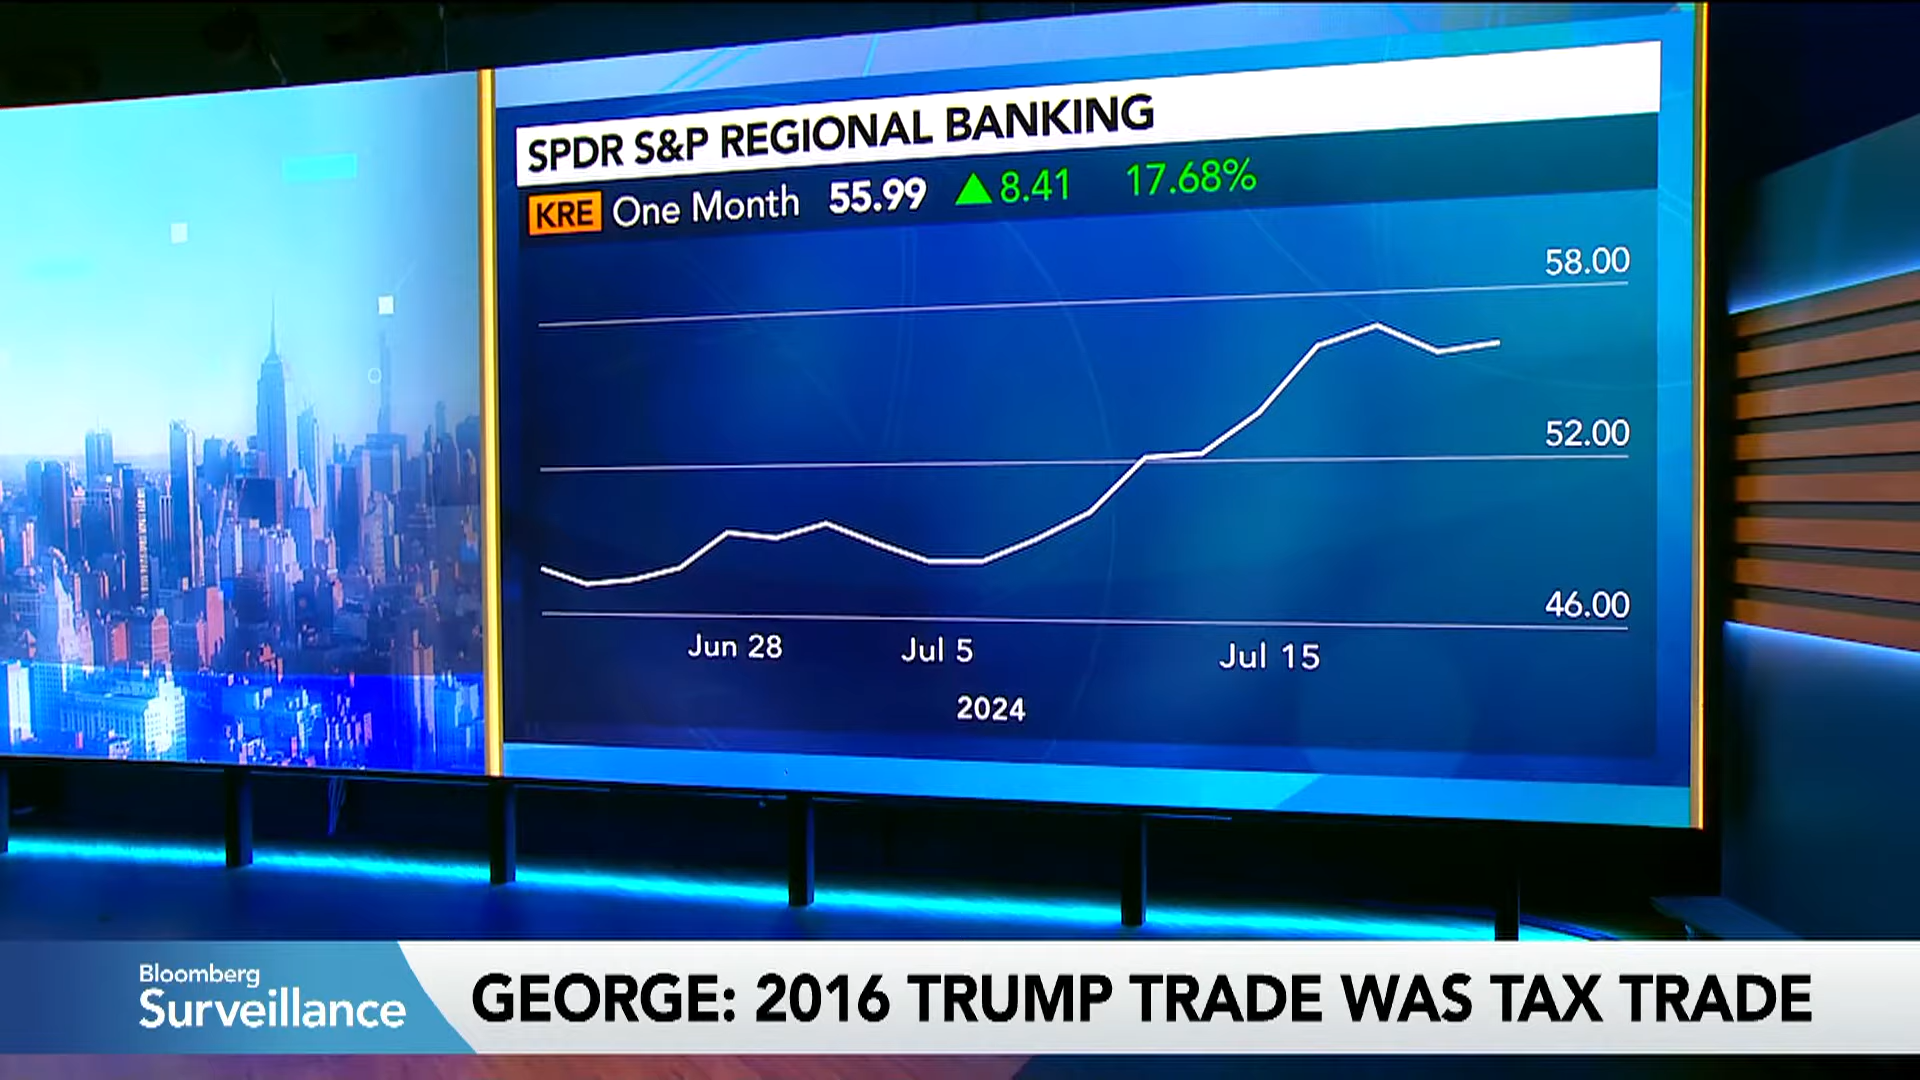 SPDR S&P REGIONAL BANKING
KRE One Month 55.99 ▲8.41 17.68%
58.00
52.00
46.00
Jun 28 Jul 5 Jul 15
2024
Bloomberg
Surveillance
GEORGE: 2016 TRUMP TRADE WAS TAX TRADE